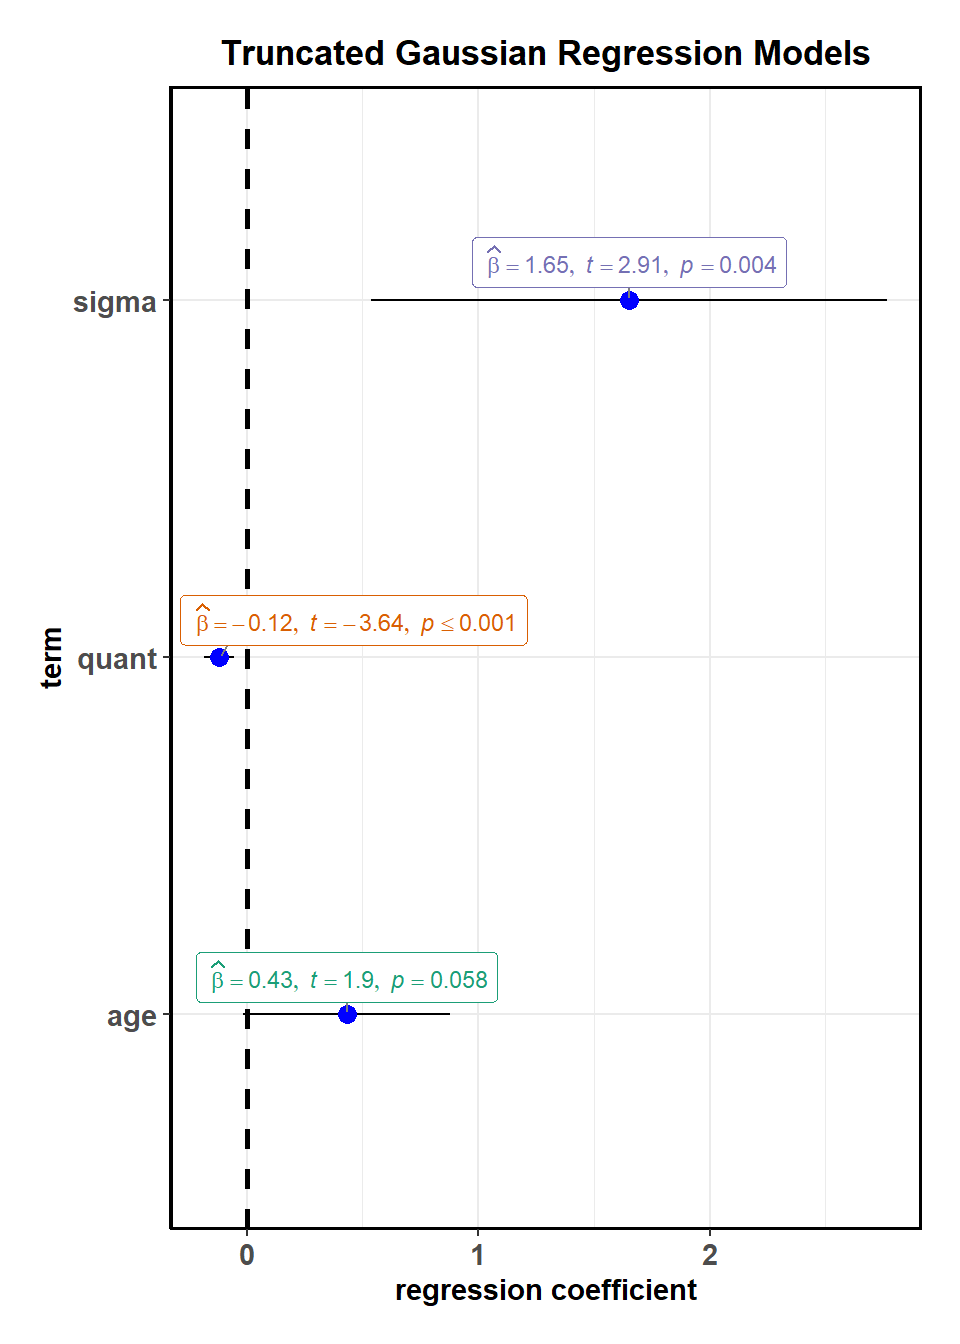 Truncated Gaussian Regression Models
β̂ = 1.65, t = 2.91, p = 0.004
sigma
β̂ = −0.12, t = −3.64, p ≤ 0.001
quant
term
β̂ = 0.43, t = 1.9, p = 0.058
age
0 1 2
regression coefficient